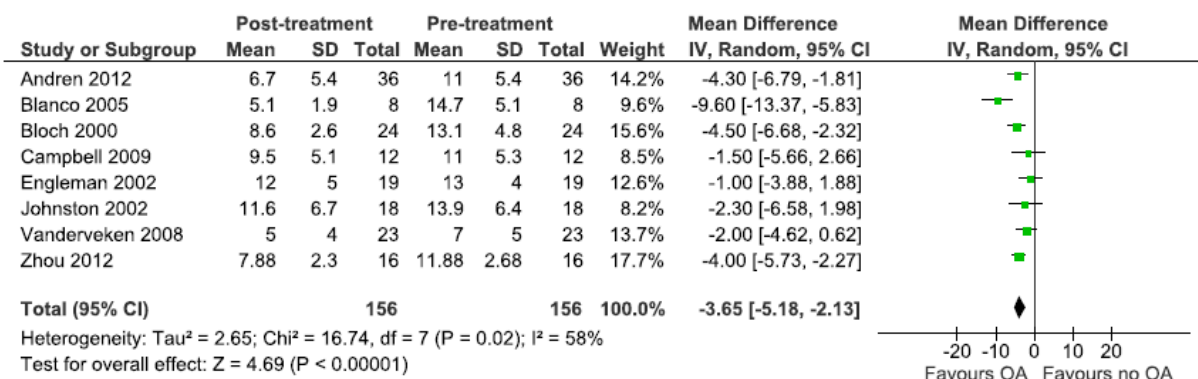 Post-treatment Pre-treatment Mean Difference Mean Difference
Study or Subgroup Mean SD Total Mean SD Total Weight IV, Random, 95% CI IV, Random, 95% CI
Andren 2012 6.7 5.4 36 11 5.4 36 14.2% -4.30 [-6.79, -1.81]
Blanco 2005 5.1 1.9 8 14.7 5.1 8 9.6% -9.60 [-13.37, -5.83]
Bloch 2000 8.6 2.6 24 13.1 4.8 24 15.6% -4.50 [-6.68, -2.32]
Campbell 2009 9.5 5.1 12 11 5.3 12 8.5% -1.50 [-5.66, 2.66]
Engleman 2002 12 5 19 13 4 19 12.6% -1.00 [-3.88, 1.88]
Johnston 2002 11.6 6.7 18 13.9 6.4 18 8.2% -2.30 [-6.58, 1.98]
Vanderveken 2008 5 4 23 7 5 23 13.7% -2.00 [-4.62, 0.62]
Zhou 2012 7.88 2.3 16 11.88 2.68 16 17.7% -4.00 [-5.73, -2.27]
Total (95% CI) 156 156 100.0% -3.65 [-5.18, -2.13]
Heterogeneity: Tau² = 2.65; Chi² = 16.74, df = 7 (P = 0.02); I² = 58%
Test for overall effect: Z = 4.69 (P < 0.00001)
-20 -10 0 10 20
Favours OA Favours no OA